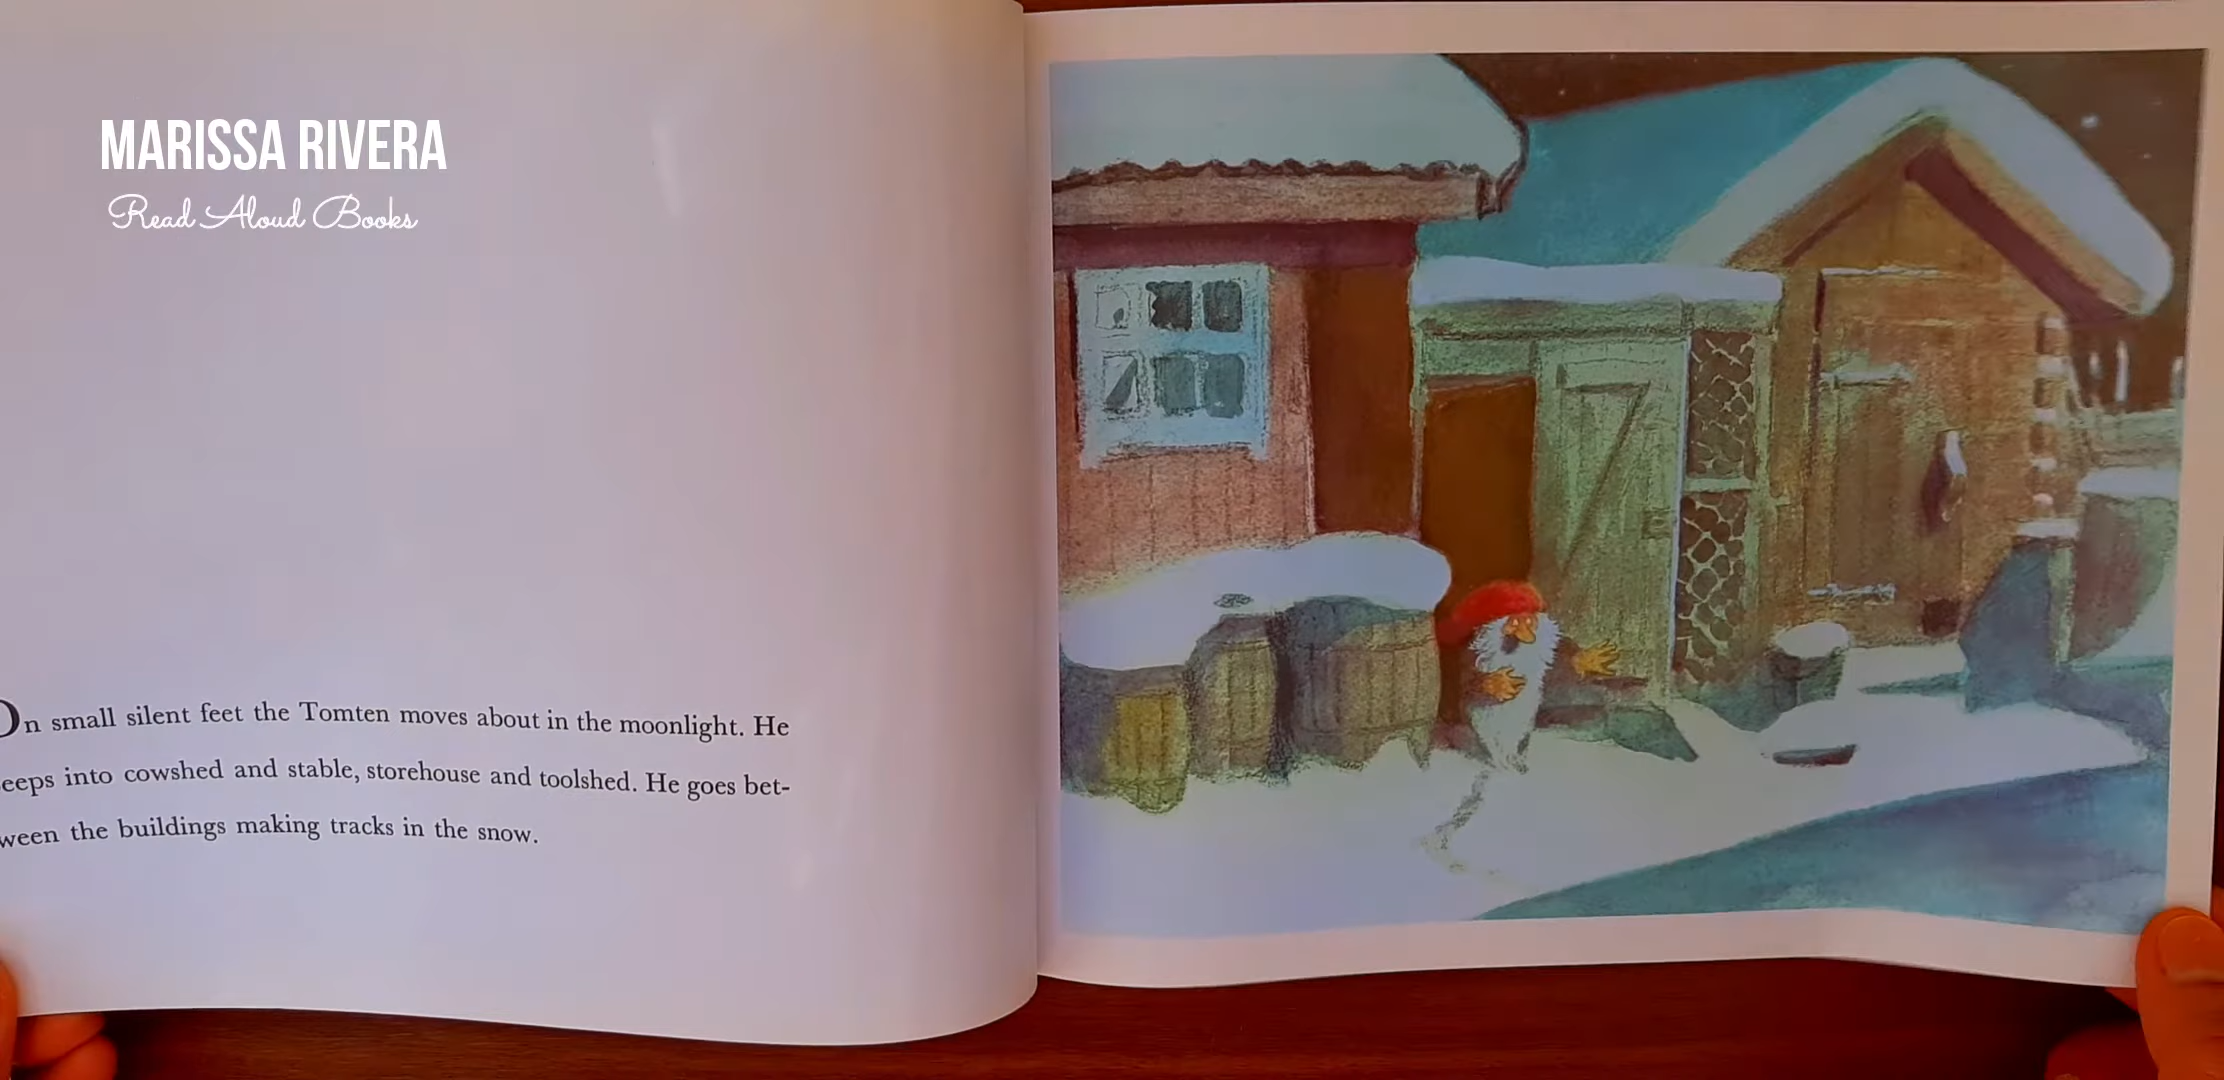 MARISSA RIVERA
Read Aloud Books
On small silent feet the Tomten moves about in the moonlight. He
eeps into cowshed and stable, storehouse and toolshed. He goes bet-
ween the buildings making tracks in the snow.